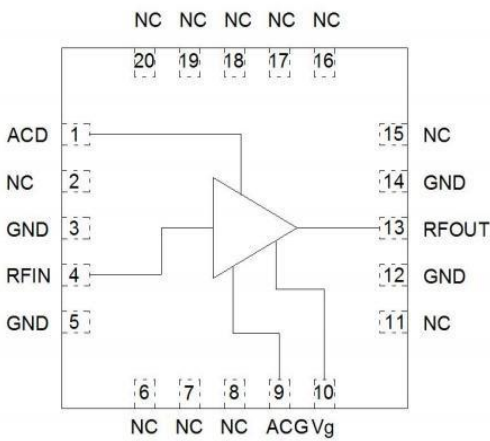 NC NC NC NC NC
20 19 18 17 16
ACD 1 15 NC
NC 2 14 GND
GND 3 13 RFOUT
RFIN 4 12 GND
GND 5 11 NC
6 7 8 9 10
NC NC NC ACG Vg